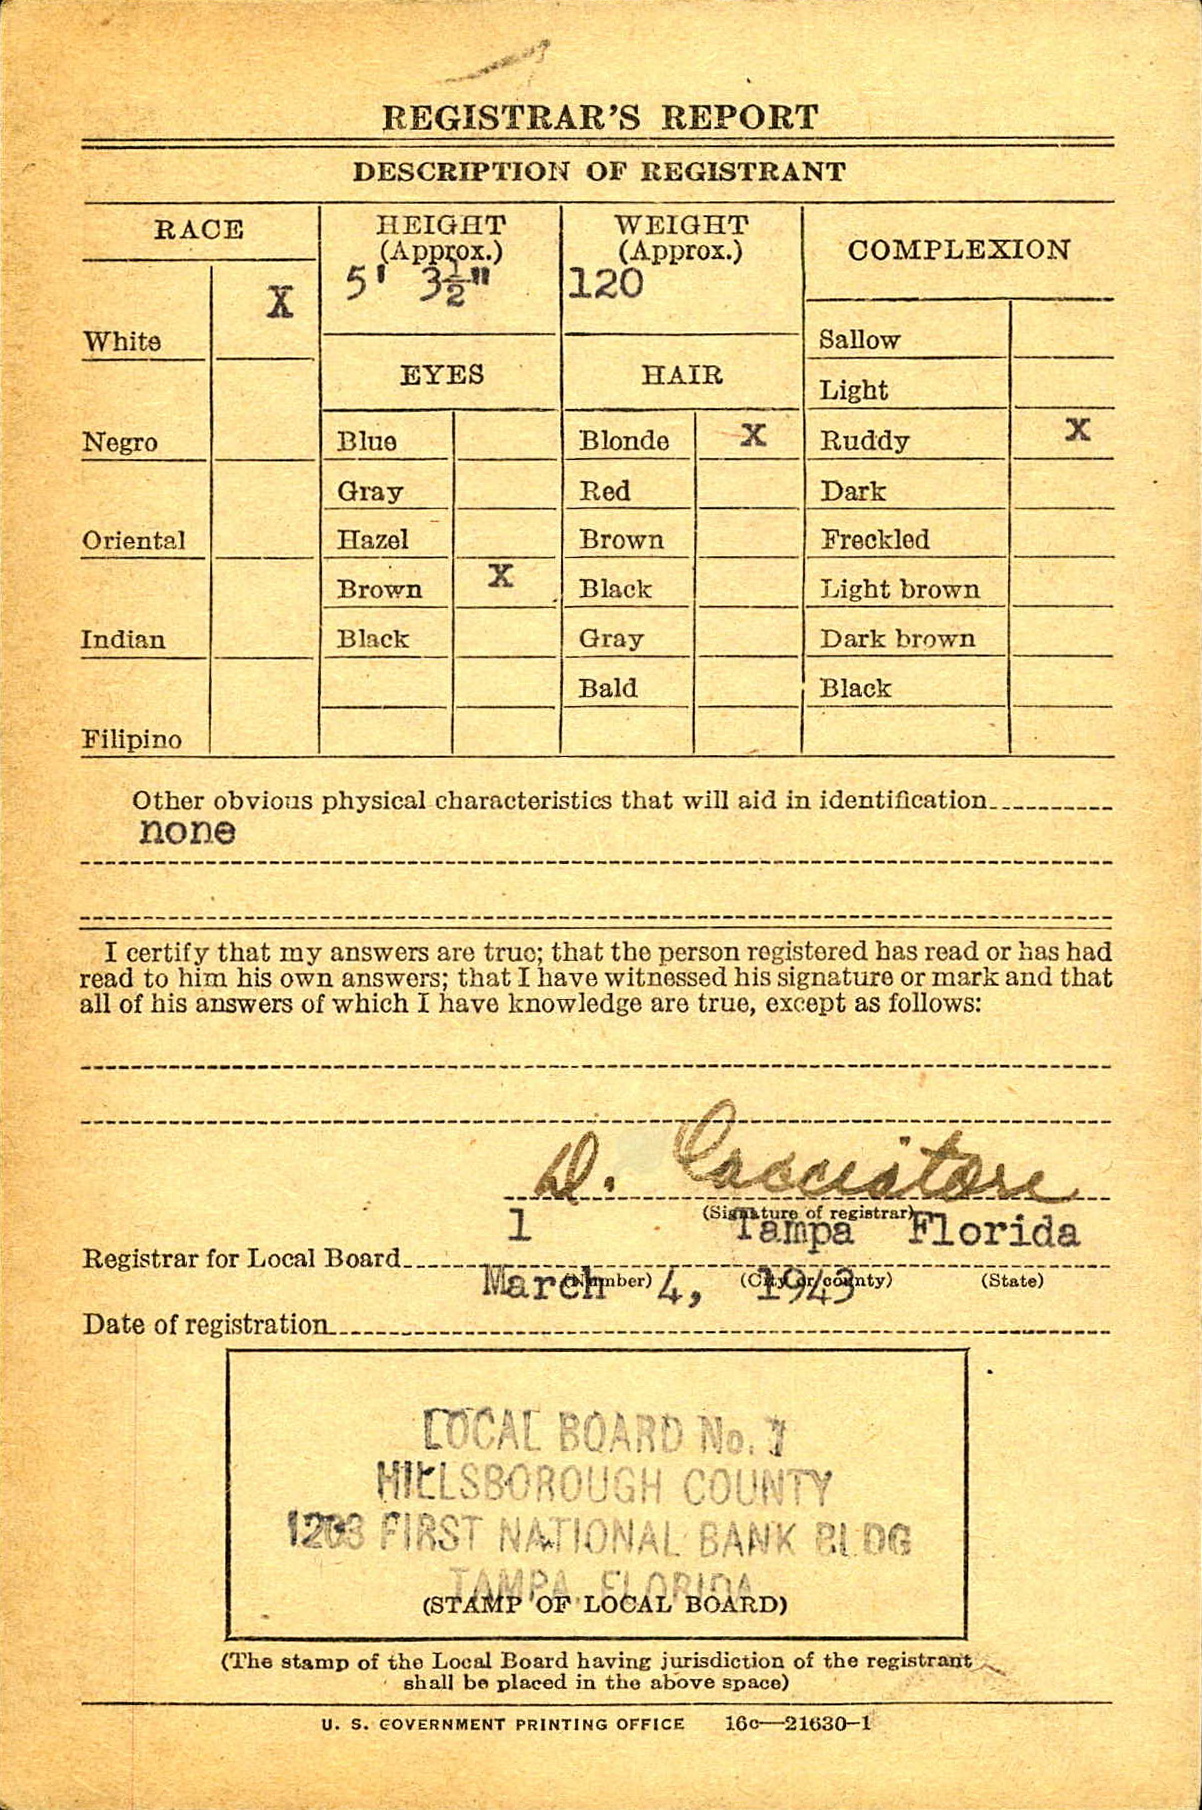 REGISTRAR'S REPORT
DESCRIPTION OF REGISTRANT
RACE
HEIGHT
(Approx.)
5' 3½"
WEIGHT
(Approx.)
120
COMPLEXION
White X
Negro
Oriental
Indian
Filipino
EYES
Blue
Gray
Hazel
Brown X
Black
HAIR
Blonde X
Red
Brown
Black
Gray
Bald
Sallow
Light
Ruddy X
Dark
Freckled
Light brown
Dark brown
Black
Other obvious physical characteristics that will aid in identification
none
I certify that my answers are true; that the person registered has read or has had
read to him his own answers; that I have witnessed his signature or mark and that
all of his answers of which I have knowledge are true, except as follows:
D. Cacciatore
(Signature of registrar)
1 Tampa Florida
Registrar for Local Board
(Number) (City or county) (State)
March 4, 1943
Date of registration
LOCAL BOARD No. 1
HILLSBOROUGH COUNTY
1203 FIRST NATIONAL BANK BLDG
TAMPA, FLORIDA
(STAMP OF LOCAL BOARD)
(The stamp of the Local Board having jurisdiction of the registrant
shall be placed in the above space)
U. S. GOVERNMENT PRINTING OFFICE 16c—21630-1